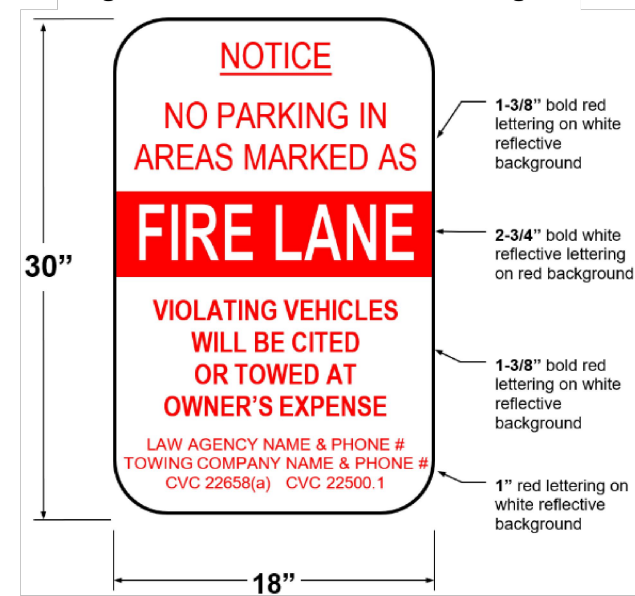 NOTICE
NO PARKING IN
AREAS MARKED AS
FIRE LANE
VIOLATING VEHICLES
WILL BE CITED
OR TOWED AT
OWNER'S EXPENSE
LAW AGENCY NAME & PHONE #
TOWING COMPANY NAME & PHONE #
CVC 22658(a) CVC 22500.1
30”
18”
1-3/8” bold red
lettering on white
reflective
background
2-3/4” bold white
reflective lettering
on red background
1-3/8” bold red
lettering on white
reflective
background
1” red lettering on
white reflective
background